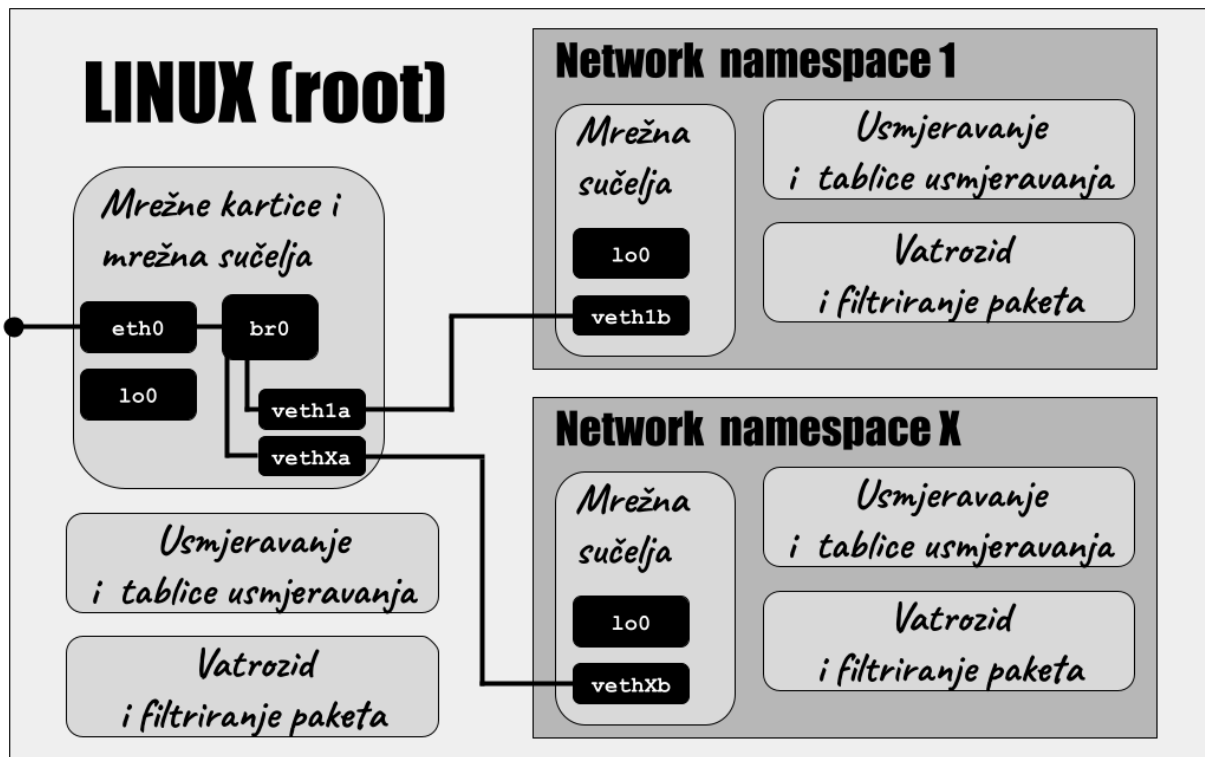 LINUX (root)
Mrežne kartice i
mrežna sučelja
eth0
br0
lo0
veth1a
vethXa
Usmjeravanje
i tablice usmjeravanja
Vatrozid
i filtriranje paketa
Network namespace 1
Mrežna
sučelja
lo0
veth1b
Usmjeravanje
i tablice usmjeravanja
Vatrozid
i filtriranje paketa
Network namespace X
Mrežna
sučelja
lo0
vethXb
Usmjeravanje
i tablice usmjeravanja
Vatrozid
i filtriranje paketa